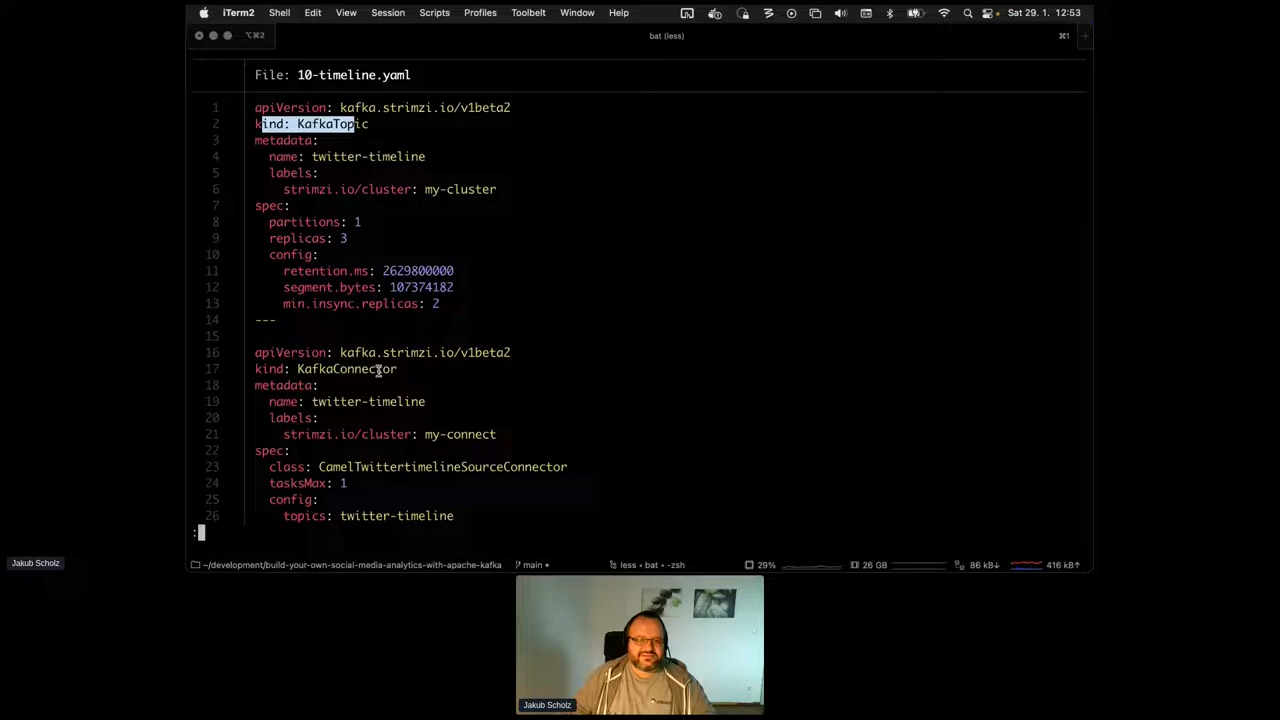 iTerm2 Shell Edit View Session Scripts Profiles Toolbelt Window Help Sat 29. 1. 12:53
⌥⌘2 bat (less) ⌘1
File: 10-timeline.yaml
1 apiVersion: kafka.strimzi.io/v1beta2
2 kind: KafkaTopic
3 metadata:
4 name: twitter-timeline
5 labels:
6 strimzi.io/cluster: my-cluster
7 spec:
8 partitions: 1
9 replicas: 3
10 config:
11 retention.ms: 2629800000
12 segment.bytes: 107374182
13 min.insync.replicas: 2
14 ---
15
16 apiVersion: kafka.strimzi.io/v1beta2
17 kind: KafkaConnector
18 metadata:
19 name: twitter-timeline
20 labels:
21 strimzi.io/cluster: my-connect
22 spec:
23 class: CamelTwittertimelineSourceConnector
24 tasksMax: 1
25 config:
26 topics: twitter-timeline
:
~/development/build-your-own-social-media-analytics-with-apache-kafka main • less • bat • -zsh 29% 26 GB 86 kB↓ 416 kB↑
Jakub Scholz
Jakub Scholz